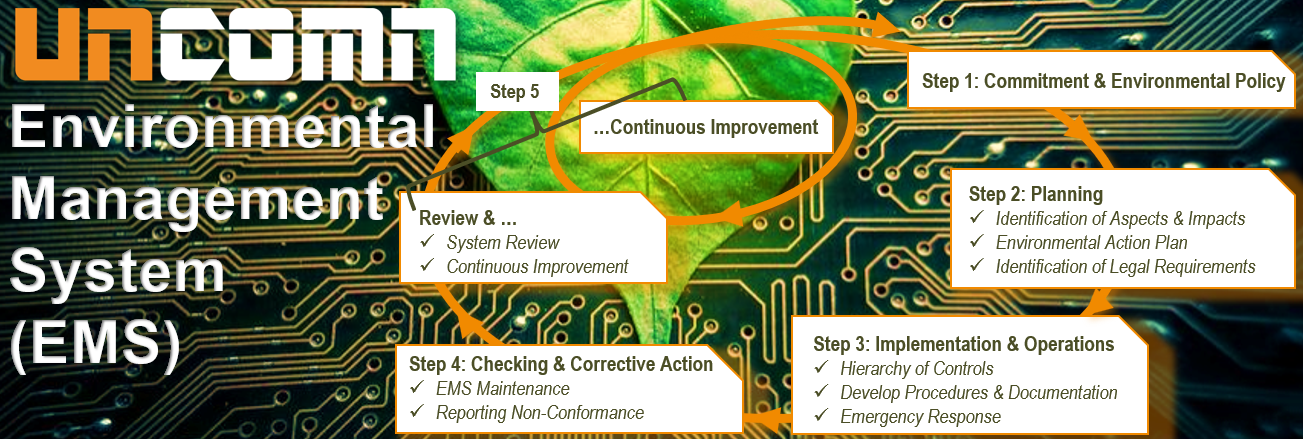 uncomn
Environmental
Management
System
(EMS)
Step 1: Commitment & Environmental Policy
Step 2: Planning
✓ Identification of Aspects & Impacts
✓ Environmental Action Plan
✓ Identification of Legal Requirements
Step 3: Implementation & Operations
✓ Hierarchy of Controls
✓ Develop Procedures & Documentation
✓ Emergency Response
Step 4: Checking & Corrective Action
✓ EMS Maintenance
✓ Reporting Non-Conformance
Step 5
Review & ...
✓ System Review
✓ Continuous Improvement
...Continuous Improvement